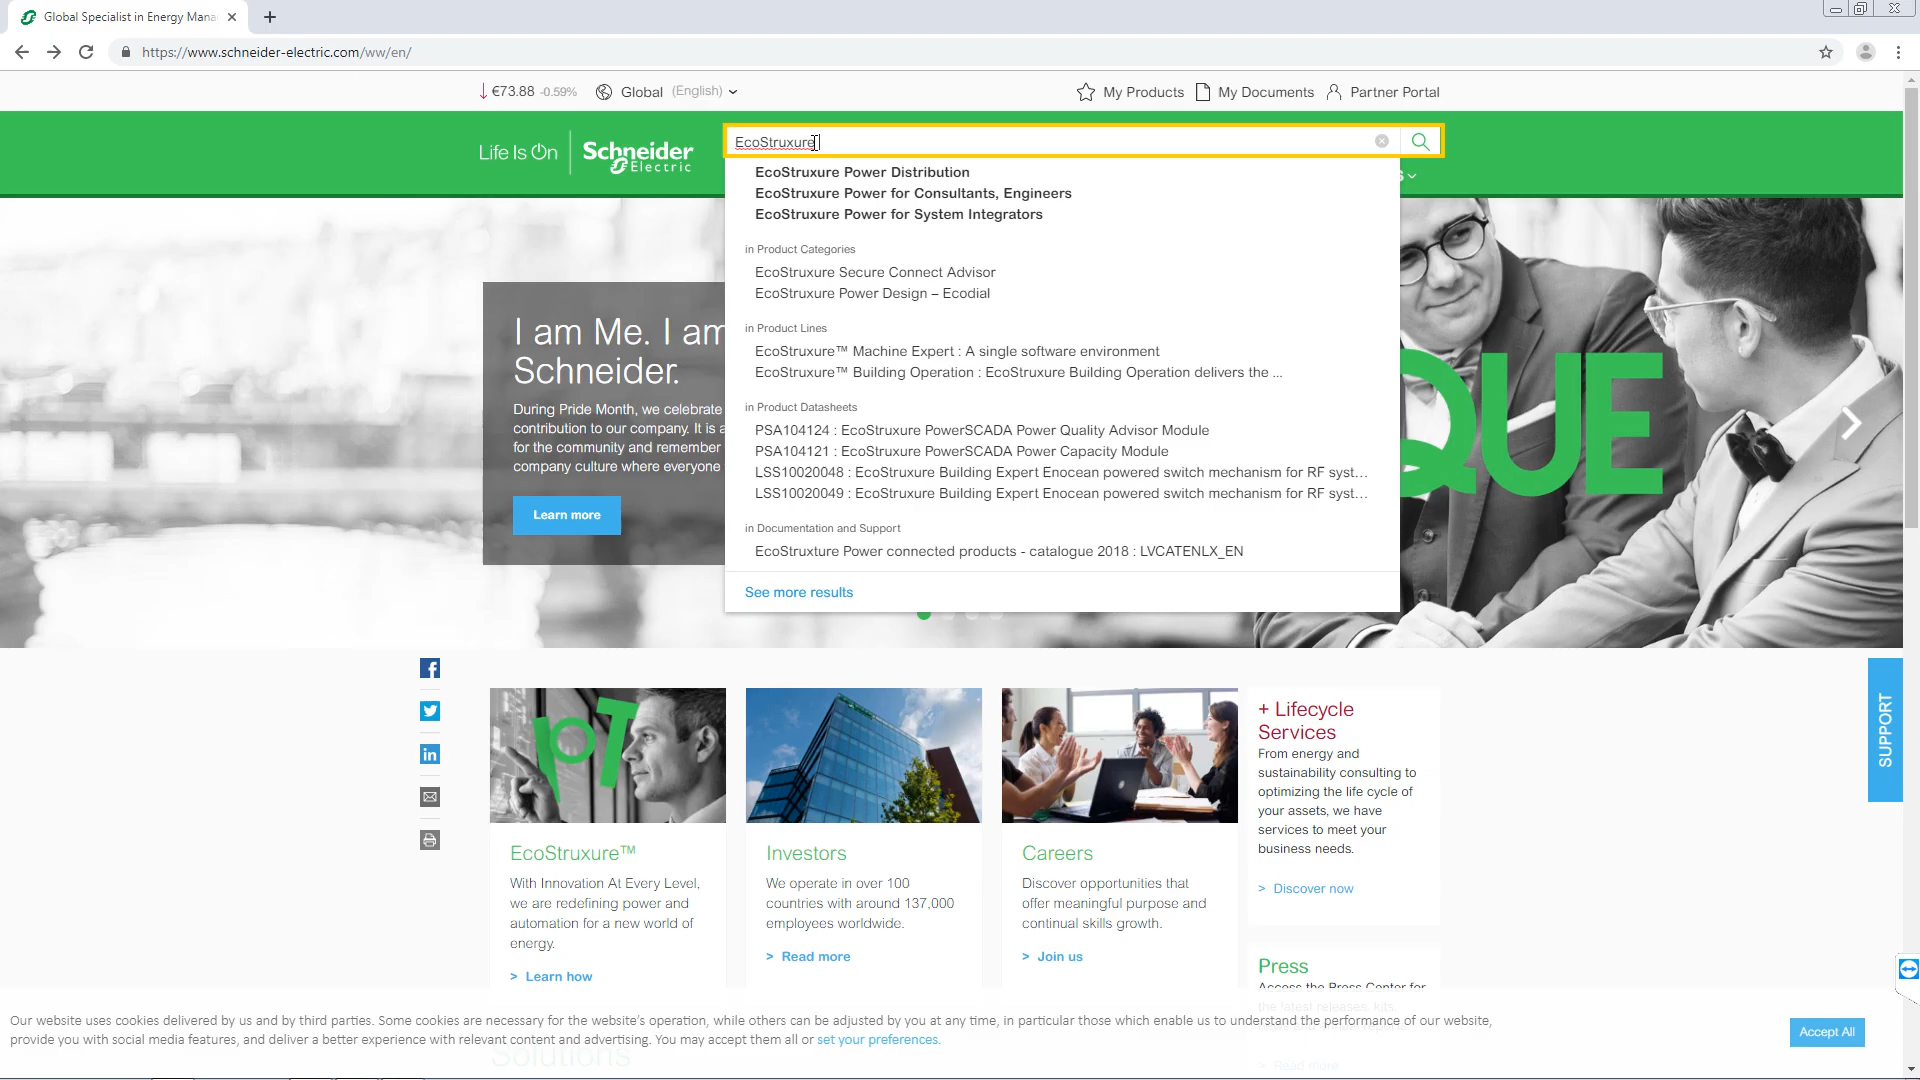 Global Specialist in Energy Mana
https://www.schneider-electric.com/ww/en/
€73.88 -0.59%
Global (English)
My Products
My Documents
Partner Portal
Life Is On
Schneider
Electric
EcoStruxure
S
EcoStruxure Power Distribution
EcoStruxure Power for Consultants, Engineers
EcoStruxure Power for System Integrators
in Product Categories
EcoStruxure Secure Connect Advisor
EcoStruxure Power Design – Ecodial
in Product Lines
EcoStruxure™ Machine Expert : A single software environment
EcoStruxure™ Building Operation : EcoStruxure Building Operation delivers the ...
in Product Datasheets
PSA104124 : EcoStruxure PowerSCADA Power Quality Advisor Module
PSA104121 : EcoStruxure PowerSCADA Power Capacity Module
LSS10020048 : EcoStruxure Building Expert Enocean powered switch mechanism for RF syst...
LSS10020049 : EcoStruxure Building Expert Enocean powered switch mechanism for RF syst...
in Documentation and Support
EcoStruxture Power connected products - catalogue 2018 : LVCATENLX_EN
See more results
I am Me. I am
Schneider.
During Pride Month, we celebrate
contribution to our company. It is a
for the community and remember
company culture where everyone
Learn more
QUE
SUPPORT
IoT
EcoStruxure™
With Innovation At Every Level,
we are redefining power and
automation for a new world of
energy.
> Learn how
Investors
We operate in over 100
countries with around 137,000
employees worldwide.
> Read more
Careers
Discover opportunities that
offer meaningful purpose and
continual skills growth.
> Join us
+ Lifecycle
Services
From energy and
sustainability consulting to
optimizing the life cycle of
your assets, we have
services to meet your
business needs.
> Discover now
Press
Access the Press Center for
the latest releases, kits,
> Read more
Our website uses cookies delivered by us and by third parties. Some cookies are necessary for the website's operation, while others can be adjusted by you at any time, in particular those which enable us to understand the performance of our website,
provide you with social media features, and deliver a better experience with relevant content and advertising. You may accept them all or set your preferences.
Accept All
Solutions